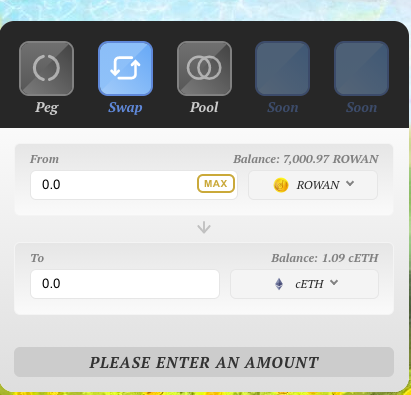 Peg Swap Pool Soon Soon
From Balance: 7,000.97 ROWAN
0.0 MAX ROWAN
To Balance: 1.09 cETH
0.0 cETH
PLEASE ENTER AN AMOUNT